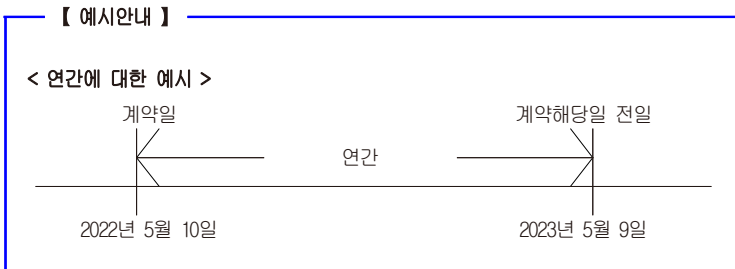 【 예시안내 】
< 연간에 대한 예시 >
계약일 계약해당일 전일
연간
2022년 5월 10일 2023년 5월 9일